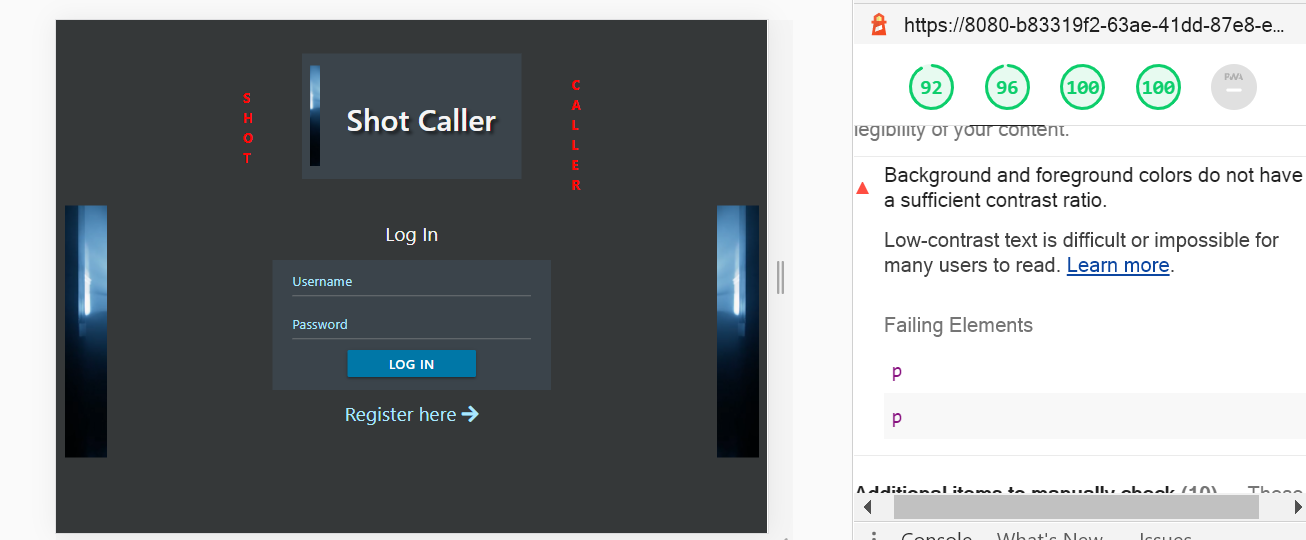 S
H
O
T
Shot Caller
C
A
L
L
E
R
Log In
Username
Password
LOG IN
Register here
https://8080-b83319f2-63ae-41dd-87e8-e...
92 96 100 100 PWA
legibility of your content.
Background and foreground colors do not have
a sufficient contrast ratio.
Low-contrast text is difficult or impossible for
many users to read. Learn more.
Failing Elements
p
p
Additional items to manually check (10) These
Console What's New Issues